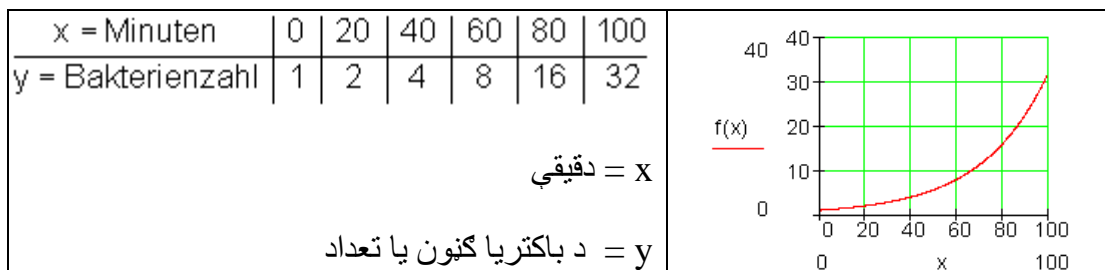 x = Minuten | 0 | 20 | 40 | 60 | 80 | 100
y = Bakterienzahl | 1 | 2 | 4 | 8 | 16 | 32
x = دقيقې
y = د باکتريا ګڼون يا تعداد
40
f(x)
0
40
30
20
10
0 20 40 60 80 100
0 x 100